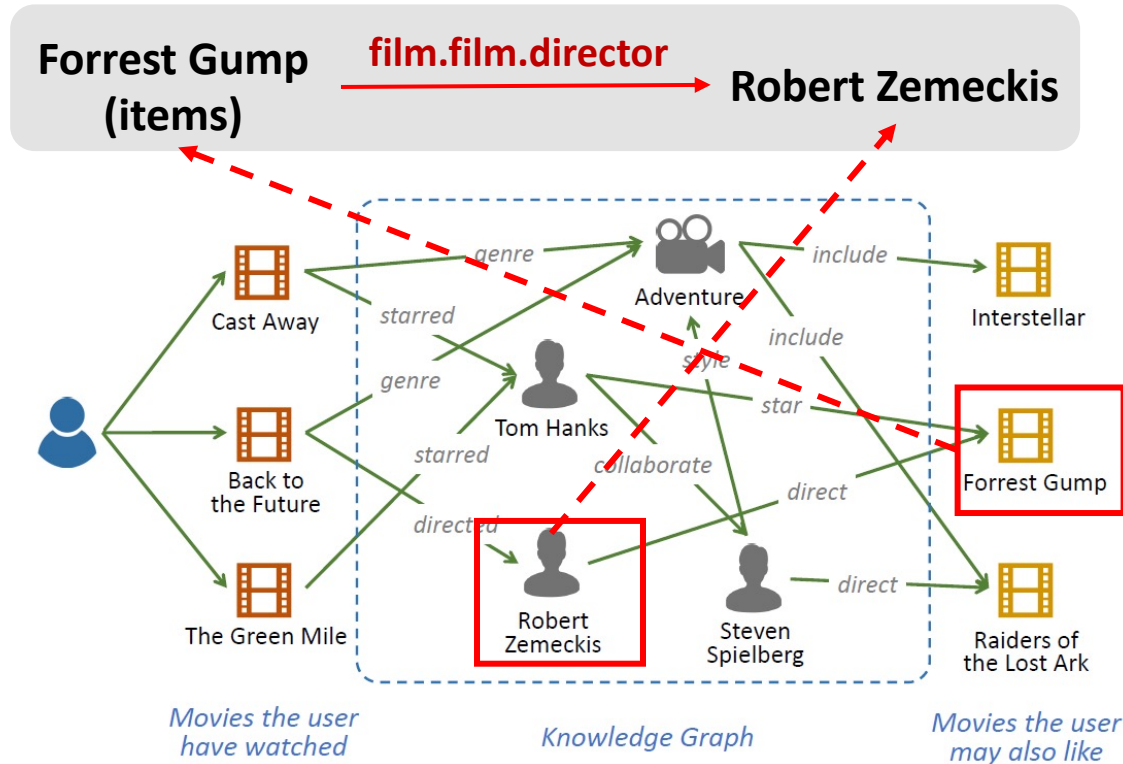 Forrest Gump
(items)
film.film.director
Robert Zemeckis
genre
Adventure
include
Interstellar
Cast Away
starred
include
genre
style
Tom Hanks
star
Forrest Gump
Back to
the Future
starred
collaborate
direct
directed
Robert
Zemeckis
Steven
Spielberg
direct
The Green Mile
Raiders of
the Lost Ark
Movies the user
have watched
Knowledge Graph
Movies the user
may also like